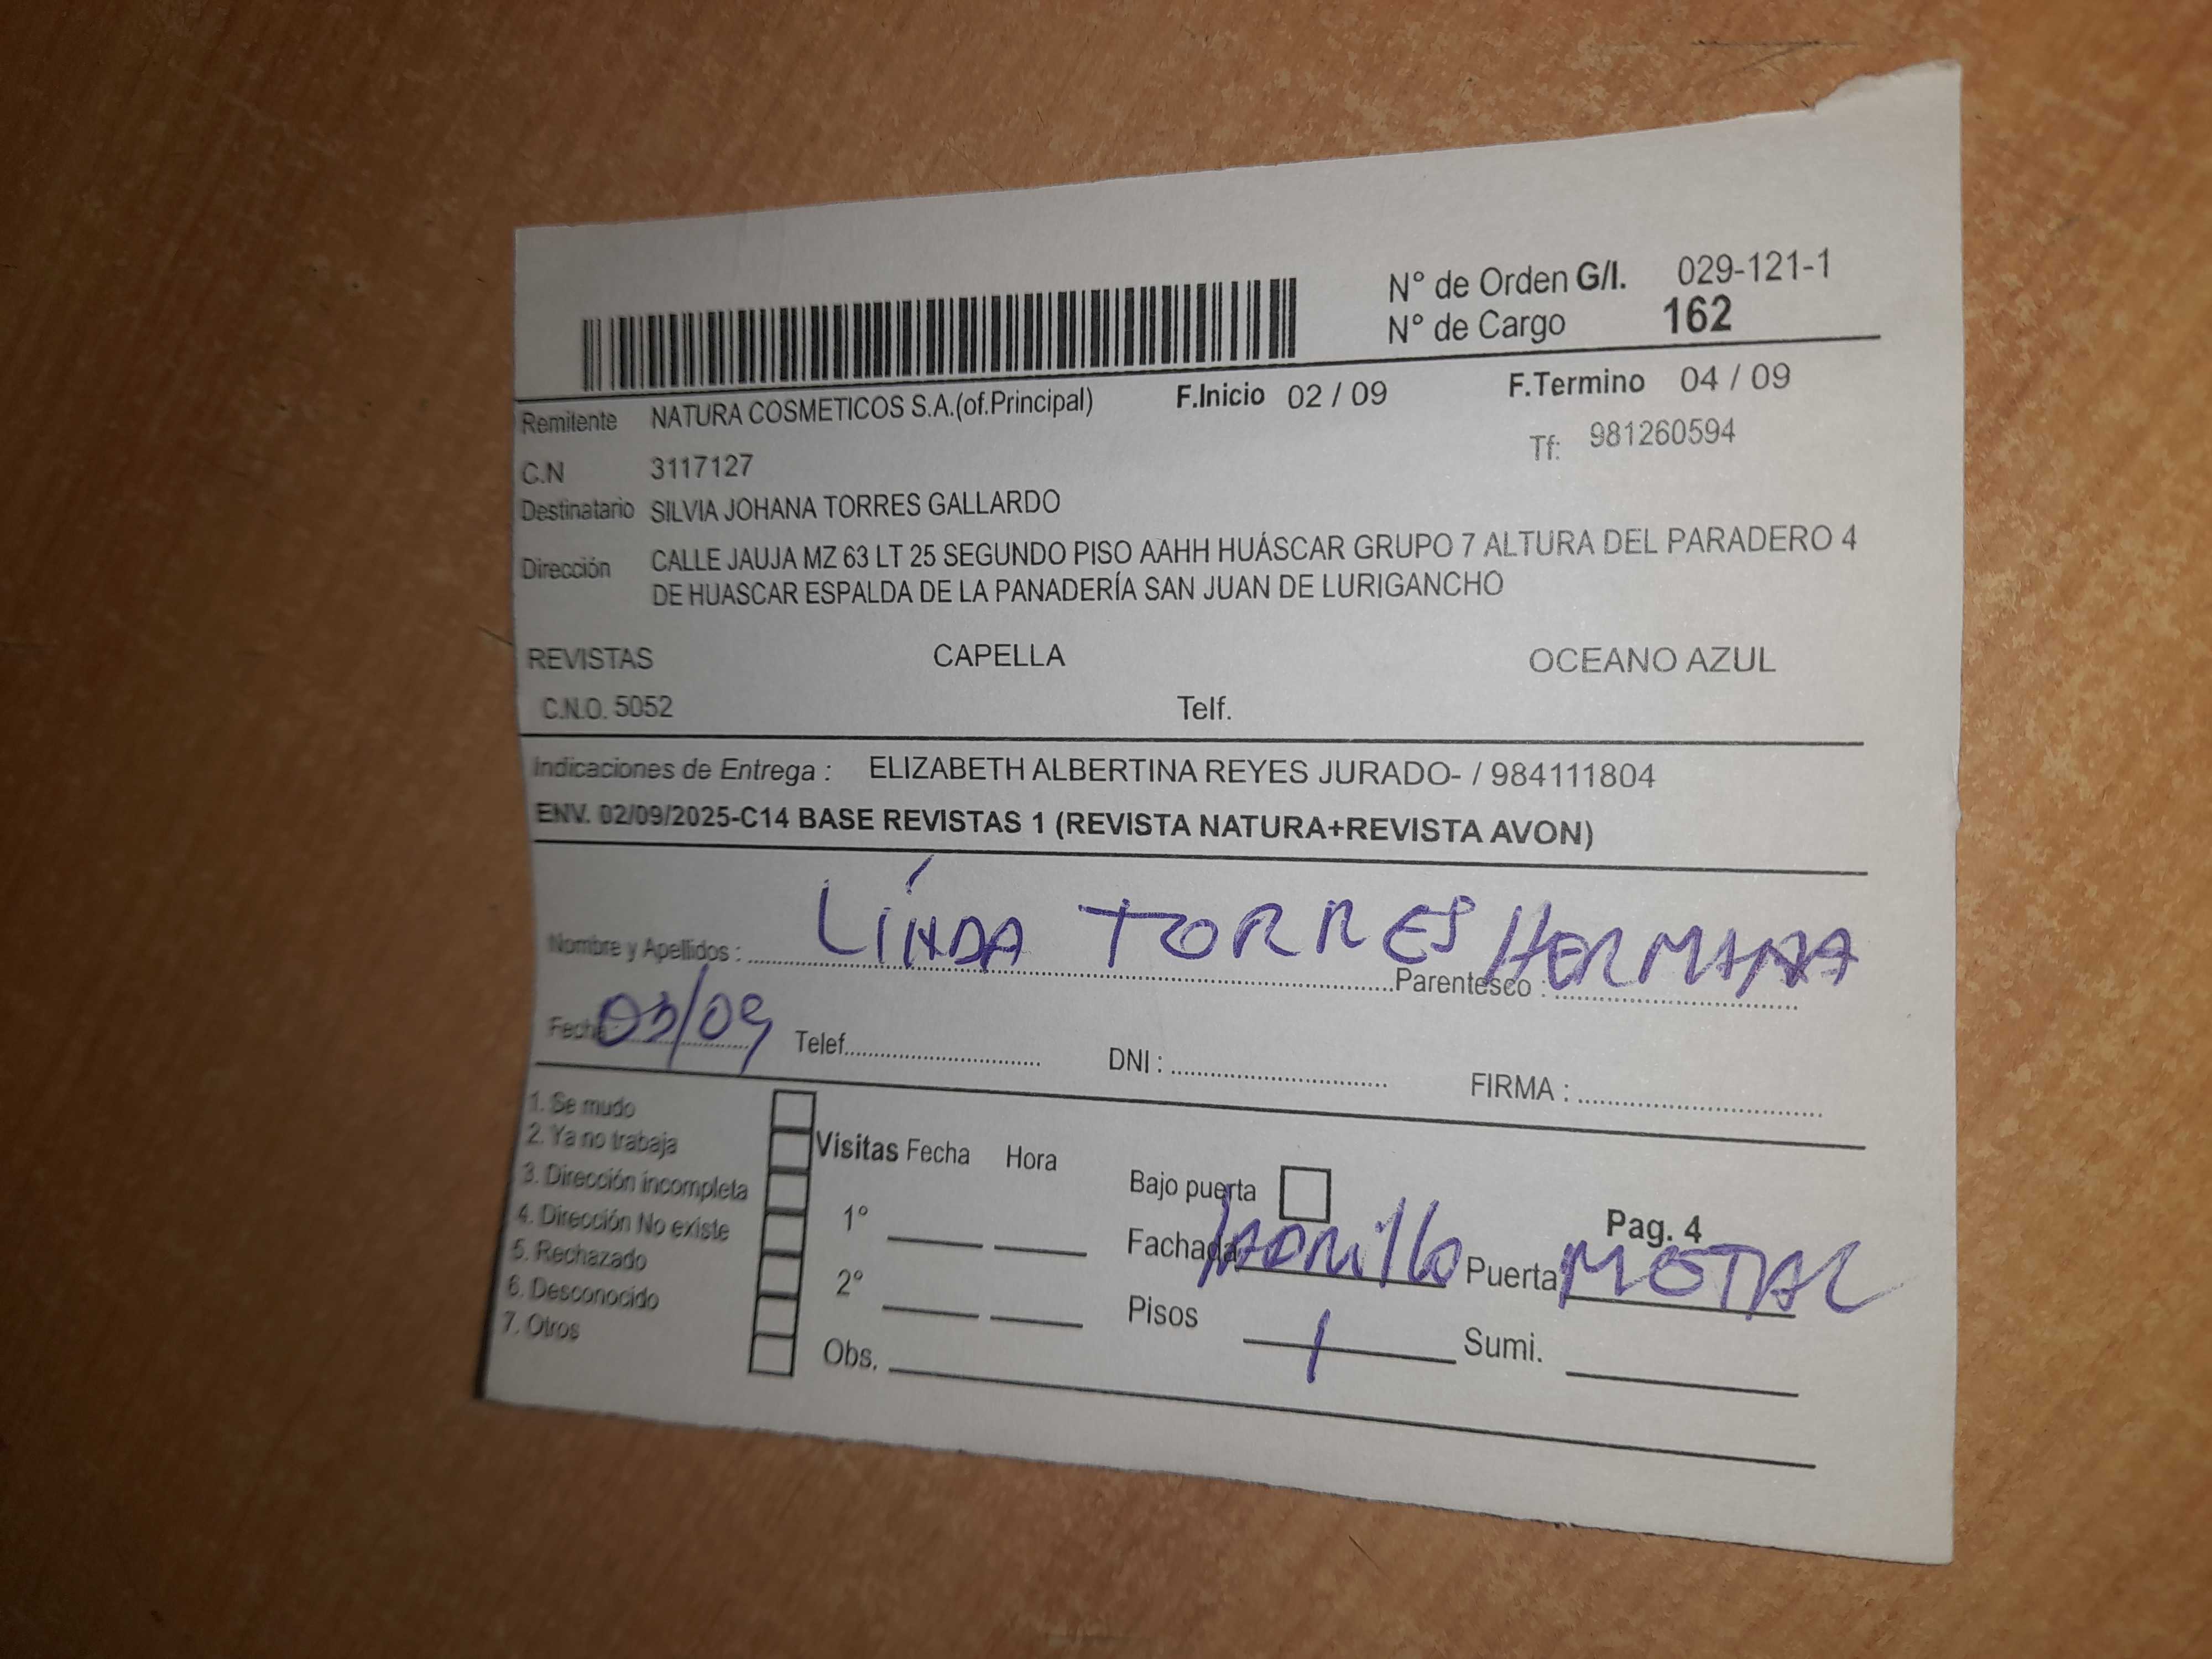 N° de Orden G/I. 029-121-1
N° de Cargo 162
Remitente NATURA COSMETICOS S.A.(of.Principal) F.Inicio 02 / 09 F.Termino 04 / 09
C.N 3117127 Tf: 981260594
Destinatario SILVIA JOHANA TORRES GALLARDO
Dirección CALLE JAUJA MZ 63 LT 25 SEGUNDO PISO AAHH HUÁSCAR GRUPO 7 ALTURA DEL PARADERO 4
DE HUASCAR ESPALDA DE LA PANADERÍA SAN JUAN DE LURIGANCHO
REVISTAS CAPELLA OCEANO AZUL
C.N.O. 5052 Telf.
Indicaciones de Entrega : ELIZABETH ALBERTINA REYES JURADO- / 984111804
ENV. 02/09/2025-C14 BASE REVISTAS 1 (REVISTA NATURA+REVISTA AVON)
Nombre y Apellidos : LÍNDA TORRES Parentesco : HERMANA
Fecha 03/09 Telef. DNI : FIRMA :
1. Se mudo
2. Ya no trabaja
3. Dirección incompleta
4. Dirección No existe
5. Rechazado
6. Desconocido
7. Otros
Visitas Fecha Hora
1°
2°
Obs.
Bajo puerta Pag. 4
Fachada ladrillo Puerta METAL
Pisos 1 Sumi.